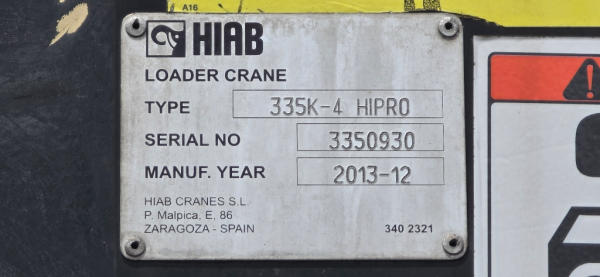 A16
HIAB
LOADER CRANE
TYPE 335K-4 HIPRO
SERIAL NO 3350930
MANUF. YEAR 2013-12
HIAB CRANES S.L.
P. Malpica, E, 86
ZARAGOZA - SPAIN 340 2321